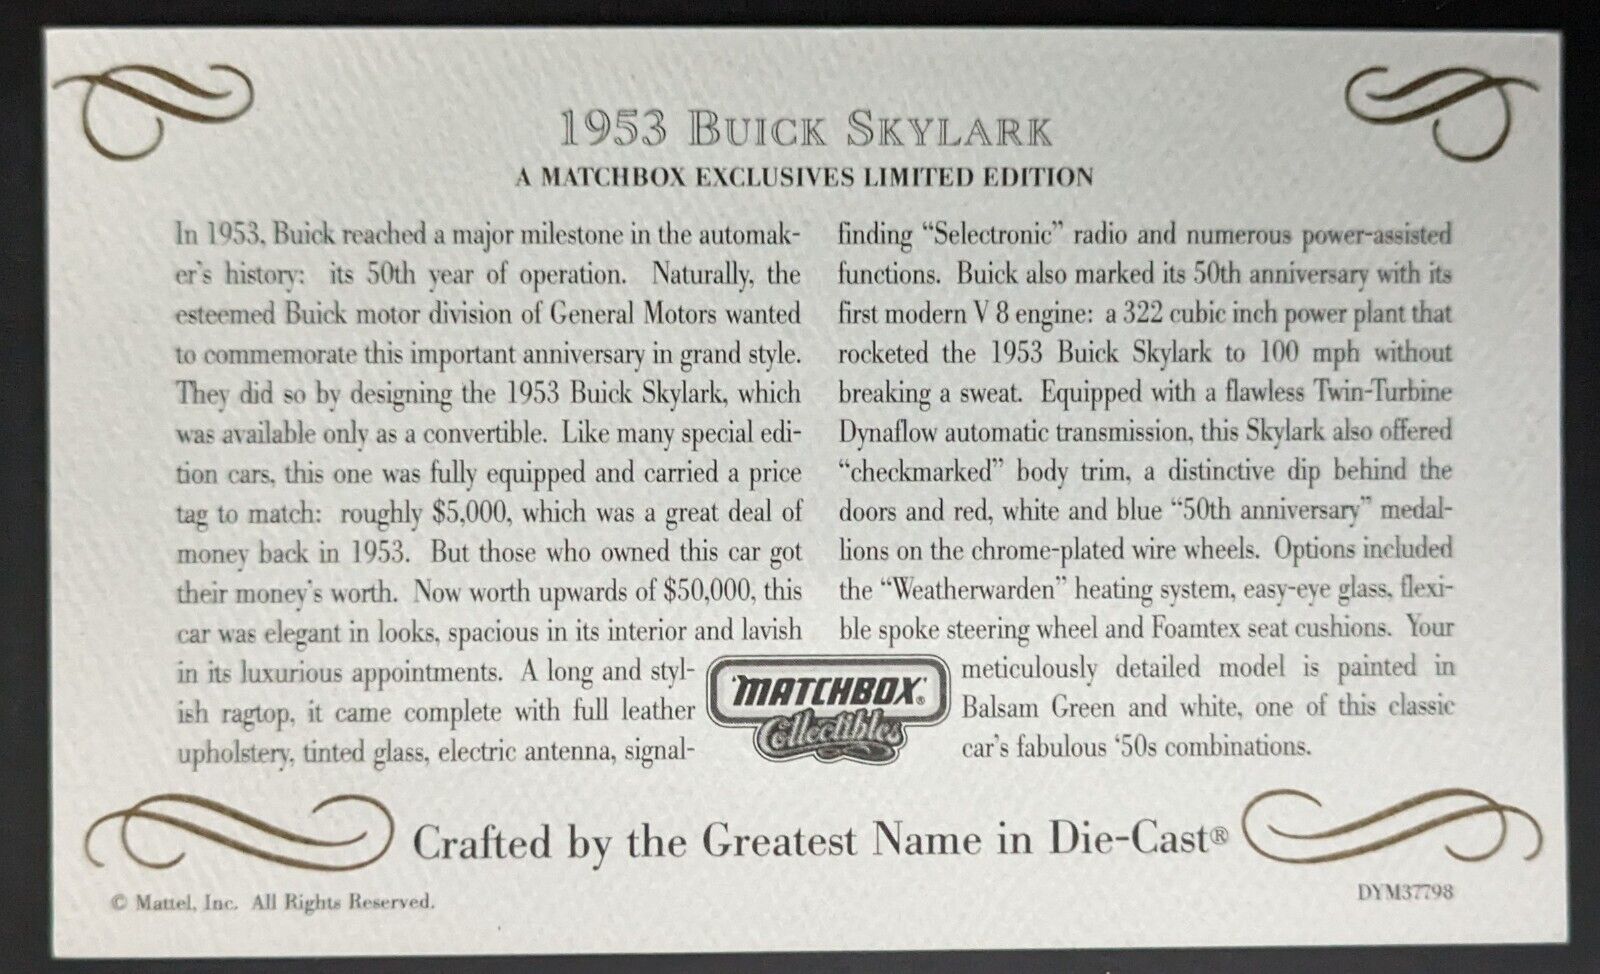 1953 BUICK SKYLARK
A MATCHBOX EXCLUSIVES LIMITED EDITION
In 1953, Buick reached a major milestone in the automak-
er's history: its 50th year of operation. Naturally, the
esteemed Buick motor division of General Motors wanted
to commemorate this important anniversary in grand style.
They did so by designing the 1953 Buick Skylark, which
was available only as a convertible. Like many special edi-
tion cars, this one was fully equipped and carried a price
tag to match: roughly $5,000, which was a great deal of
money back in 1953. But those who owned this car got
their money's worth. Now worth upwards of $50,000, this
car was elegant in looks, spacious in its interior and lavish
in its luxurious appointments. A long and styl-
ish ragtop, it came complete with full leather
upholstery, tinted glass, electric antenna, signal-
finding “Selectronic” radio and numerous power-assisted
functions. Buick also marked its 50th anniversary with its
first modern V 8 engine: a 322 cubic inch power plant that
rocketed the 1953 Buick Skylark to 100 mph without
breaking a sweat. Equipped with a flawless Twin-Turbine
Dynaflow automatic transmission, this Skylark also offered
“checkmarked” body trim, a distinctive dip behind the
doors and red, white and blue “50th anniversary” medal-
lions on the chrome-plated wire wheels. Options included
the “Weatherwarden” heating system, easy-eye glass, flexi-
ble spoke steering wheel and Foamtex seat cushions. Your
meticulously detailed model is painted in
Balsam Green and white, one of this classic
car's fabulous ‘50s combinations.
"MATCHBOX"®
Collectibles
Crafted by the Greatest Name in Die-Cast®
© Mattel, Inc. All Rights Reserved.
DYM37798